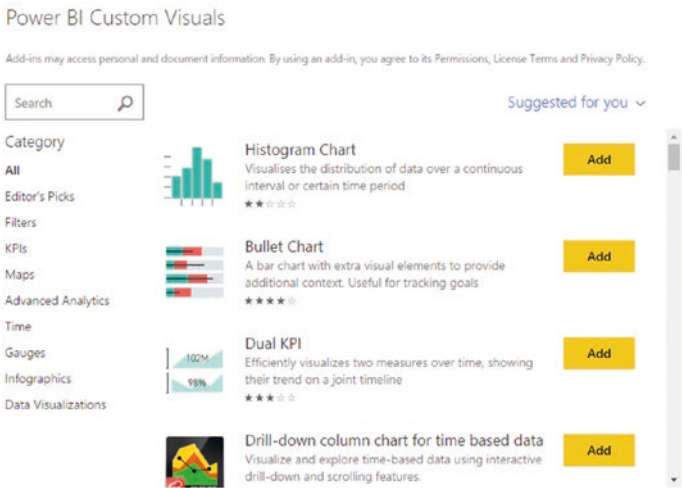 Power BI Custom Visuals
Add-ins may access personal and document information. By using an add-in, you agree to its Permissions, License Terms and Privacy Policy.
Search
Suggested for you
Category
All
Editor's Picks
Filters
KPIs
Maps
Advanced Analytics
Time
Gauges
Infographics
Data Visualizations
Histogram Chart
Visualises the distribution of data over a continuous
interval or certain time period
Add
Bullet Chart
A bar chart with extra visual elements to provide
additional context. Useful for tracking goals
Add
102M
98%
Dual KPI
Efficiently visualizes two measures over time, showing
their trend on a joint timeline
Add
Drill-down column chart for time based data
Visualize and explore time-based data using interactive
drill-down and scrolling features.
Add